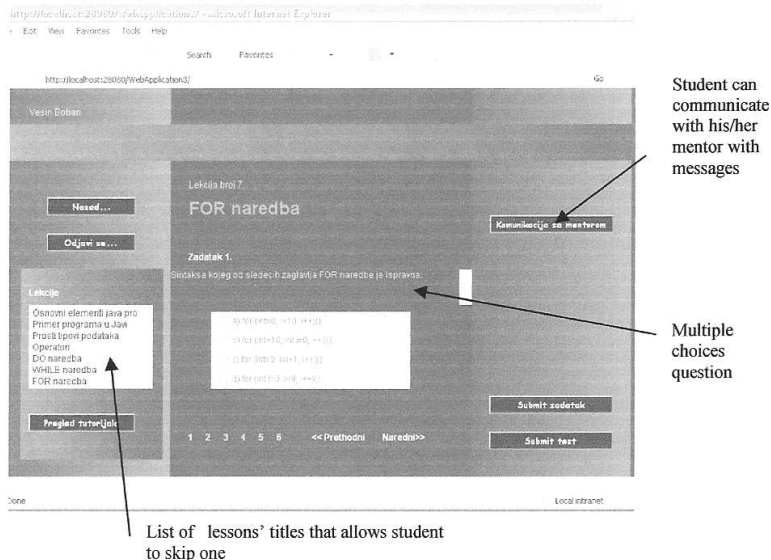 http://localhost:28080/WebApplication3/ - Microsoft Internet Explorer
Edit View Favorites Tools Help
Search Favorites
http://localhost:28080/WebApplication3/ Go
Vesin Boban
Lekcija broj 7.
FOR naredba
Nazad...
Odjavi se...
Komunikacija sa mentorom
Zadatak 1.
Sintaksa kojeg od sledecih zaglavlja FOR naredbe je ispravna:
Lekcije
Osnovni elementi java pro
Primer programa u Javi
Prosti tipovi podataka
Operatori
DO naredba
WHILE naredba
FOR naredba
Pregled tutorijala
1 2 3 4 5 6 << Prethodni Naredni>>
Submit zadatak
Submit test
Done Local intranet
Student can
communicate
with his/her
mentor with
messages
Multiple
choices
question
List of lessons' titles that allows student
to skip one